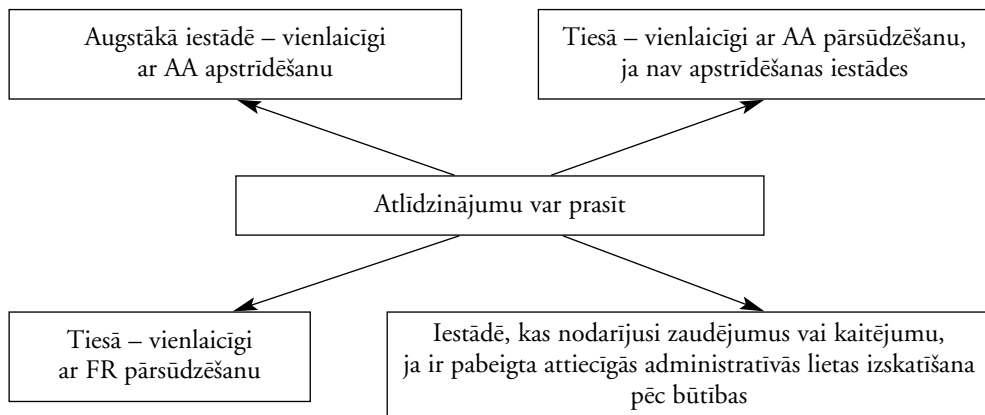 Augstākā iestādē – vienlaicīgi
ar AA apstrīdēšanu
Tiesā – vienlaicīgi ar AA pārsūdzēšanu,
ja nav apstrīdēšanas iestādes
Atlīdzinājumu var prasīt
Tiesā – vienlaicīgi
ar FR pārsūdzēšanu
Iestādē, kas nodarījusi zaudējumus vai kaitējumu,
ja ir pabeigta attiecīgās administratīvās lietas izskatīšana
pēc būtības